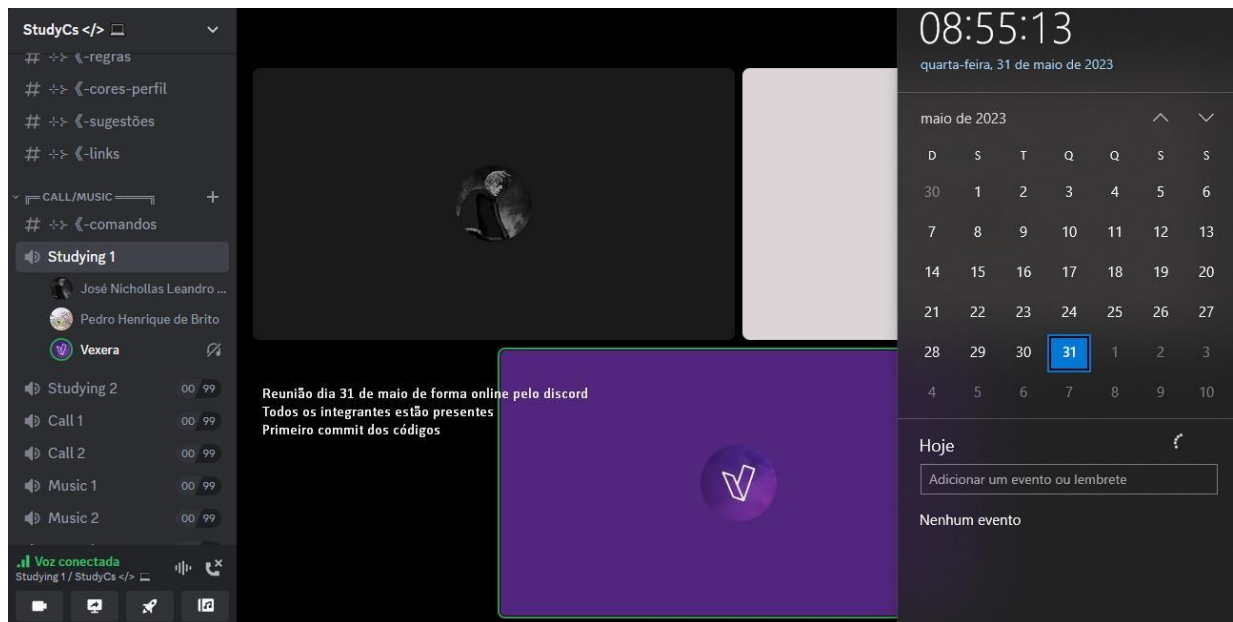 StudyCs </>
# ⊹⊱ 《-regras
# ⊹⊱ 《-cores-perfil
# ⊹⊱ 《-sugestões
# ⊹⊱ 《-links
╔═ CALL/MUSIC ═══╗
# ⊹⊱ 《-comandos
Studying 1
José Nichollas Leandro ...
Pedro Henrique de Brito
Vexera
Studying 2 00 99
Call 1 00 99
Call 2 00 99
Music 1 00 99
Music 2 00 99
Voz conectada
Studying 1 / StudyCs </>
Reunião dia 31 de maio de forma online pelo discord
Todos os integrantes estão presentes
Primeiro commit dos códigos
08:55:13
quarta-feira, 31 de maio de 2023
maio de 2023
D S T Q Q S S
30 1 2 3 4 5 6
7 8 9 10 11 12 13
14 15 16 17 18 19 20
21 22 23 24 25 26 27
28 29 30 31 1 2 3
4 5 6 7 8 9 10
Hoje
Adicionar um evento ou lembrete
Nenhum evento